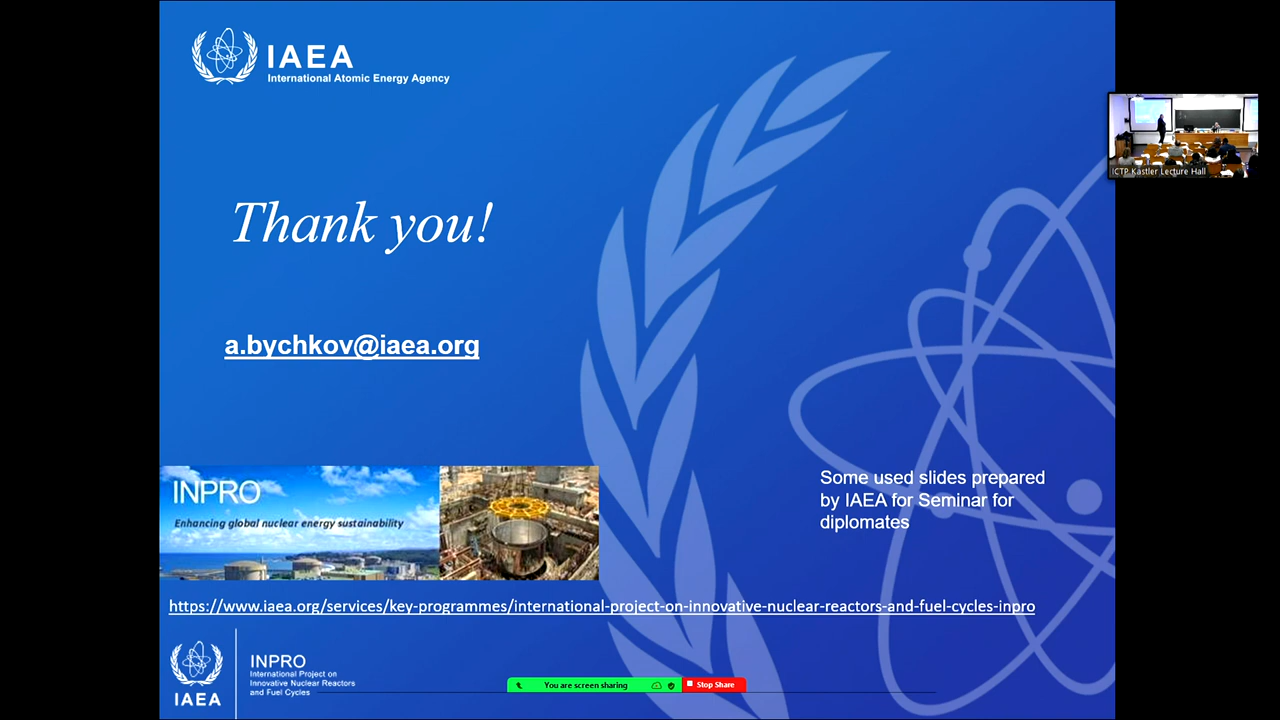 IAEA
International Atomic Energy Agency
ICTP Kastler Lecture Hall
Thank you!
a.bychkov@iaea.org
INPRO
Enhancing global nuclear energy sustainability
Some used slides prepared
by IAEA for Seminar for
diplomates
https://www.iaea.org/services/key-programmes/international-project-on-innovative-nuclear-reactors-and-fuel-cycles-inpro
IAEA
INPRO
International Project on
Innovative Nuclear Reactors
and Fuel Cycles
You are screen sharing
Stop Share